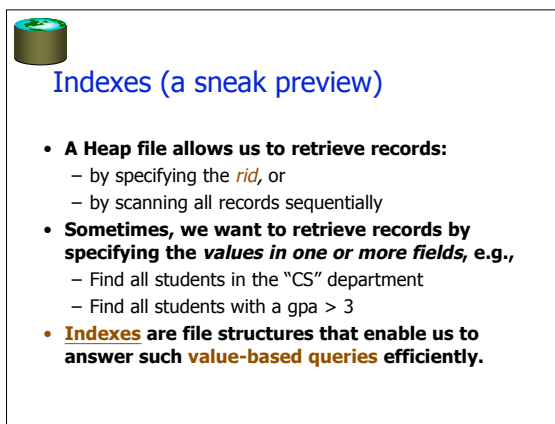 Indexes (a sneak preview)
• A Heap file allows us to retrieve records:
– by specifying the rid, or
– by scanning all records sequentially
• Sometimes, we want to retrieve records by
specifying the values in one or more fields, e.g.,
– Find all students in the “CS” department
– Find all students with a gpa > 3
• Indexes are file structures that enable us to
answer such value-based queries efficiently.